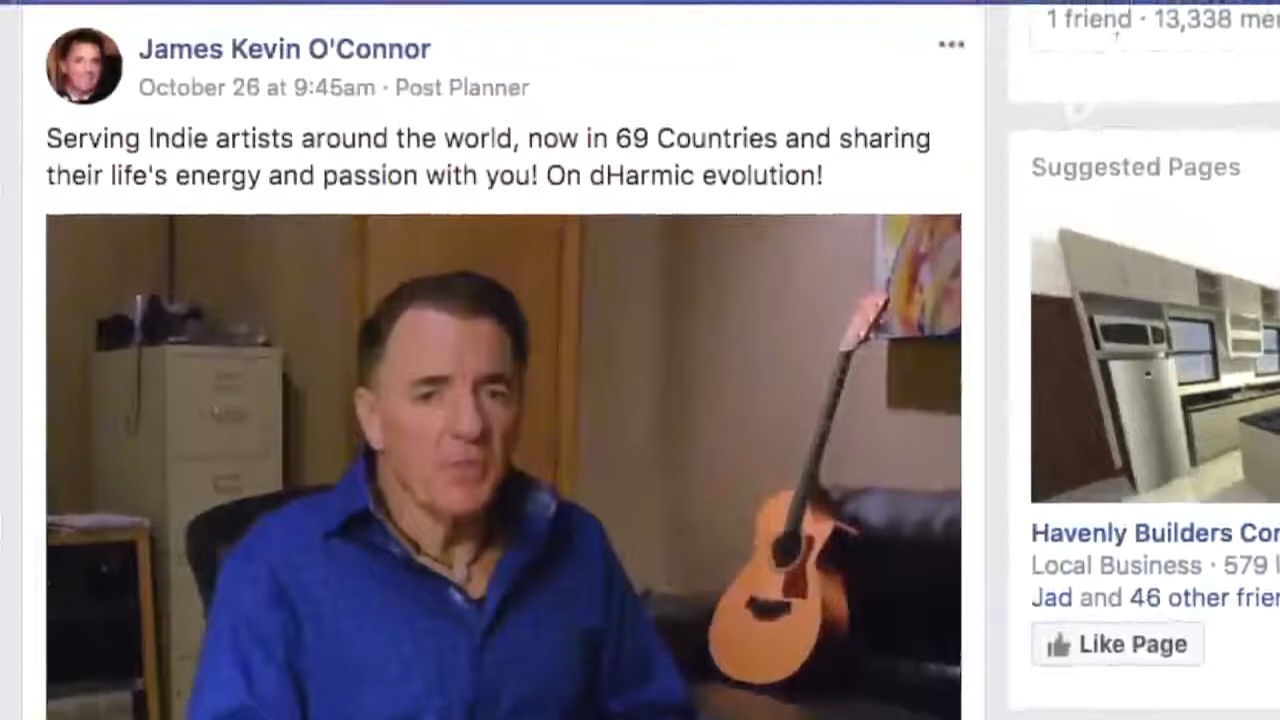 James Kevin O'Connor
October 26 at 9:45am · Post Planner
Serving Indie artists around the world, now in 69 Countries and sharing
their life's energy and passion with you! On dHarmic evolution!
1 friend · 13,338
Suggested Pages
Havenly Builders
Local Business · 579
Jad and 46 other
Like Page